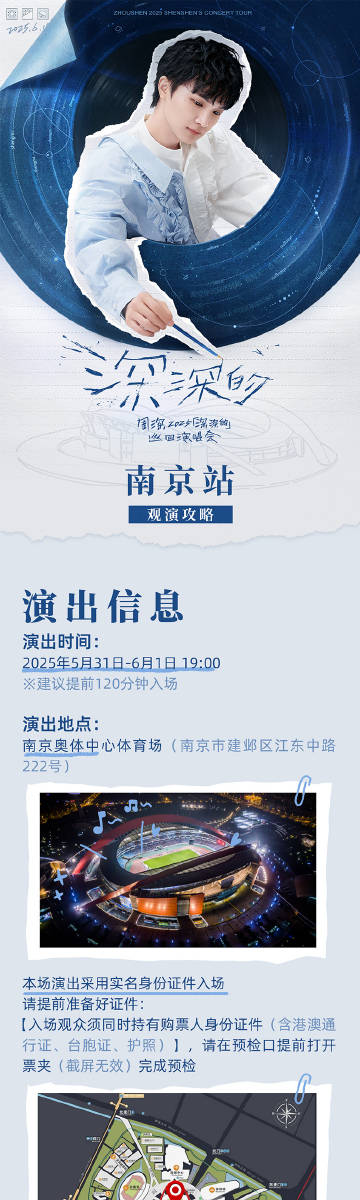 ZHOUSHEN 2025 SHENSHEN'S CONCERT TOUR
深深的
周深2025「深深的」
巡回演唱会
南京站
观演攻略
演出信息
演出时间：
2025年5月31日-6月1日 19:00
※建议提前120分钟入场
演出地点：
南京奥体中心体育场（南京市建邺区江东中路
222号）
本场演出采用实名身份证件入场
请提前准备好证件：
【入场观众须同时持有购票人身份证件（含港澳通
行证、台胞证、护照）】，请在预检口提前打开
票夹（截屏无效）完成预检